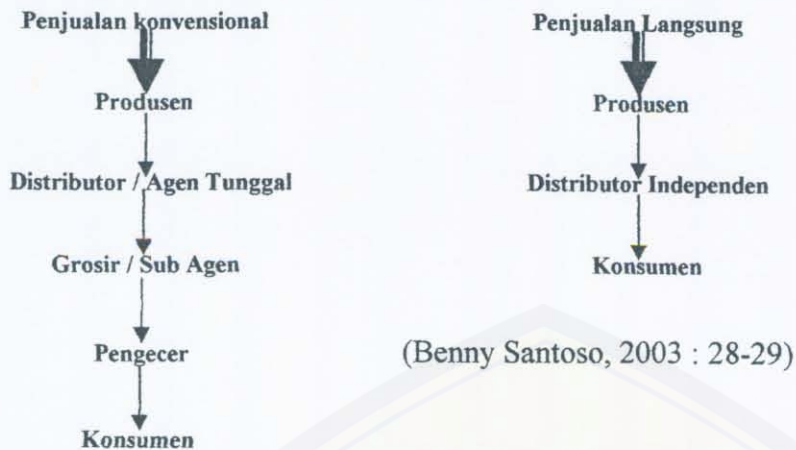 Penjualan konvensional
Produsen
Distributor / Agen Tunggal
Grosir / Sub Agen
Pengecer
Konsumen
Penjualan Langsung
Produsen
Distributor Independen
Konsumen
(Benny Santoso, 2003 : 28-29)